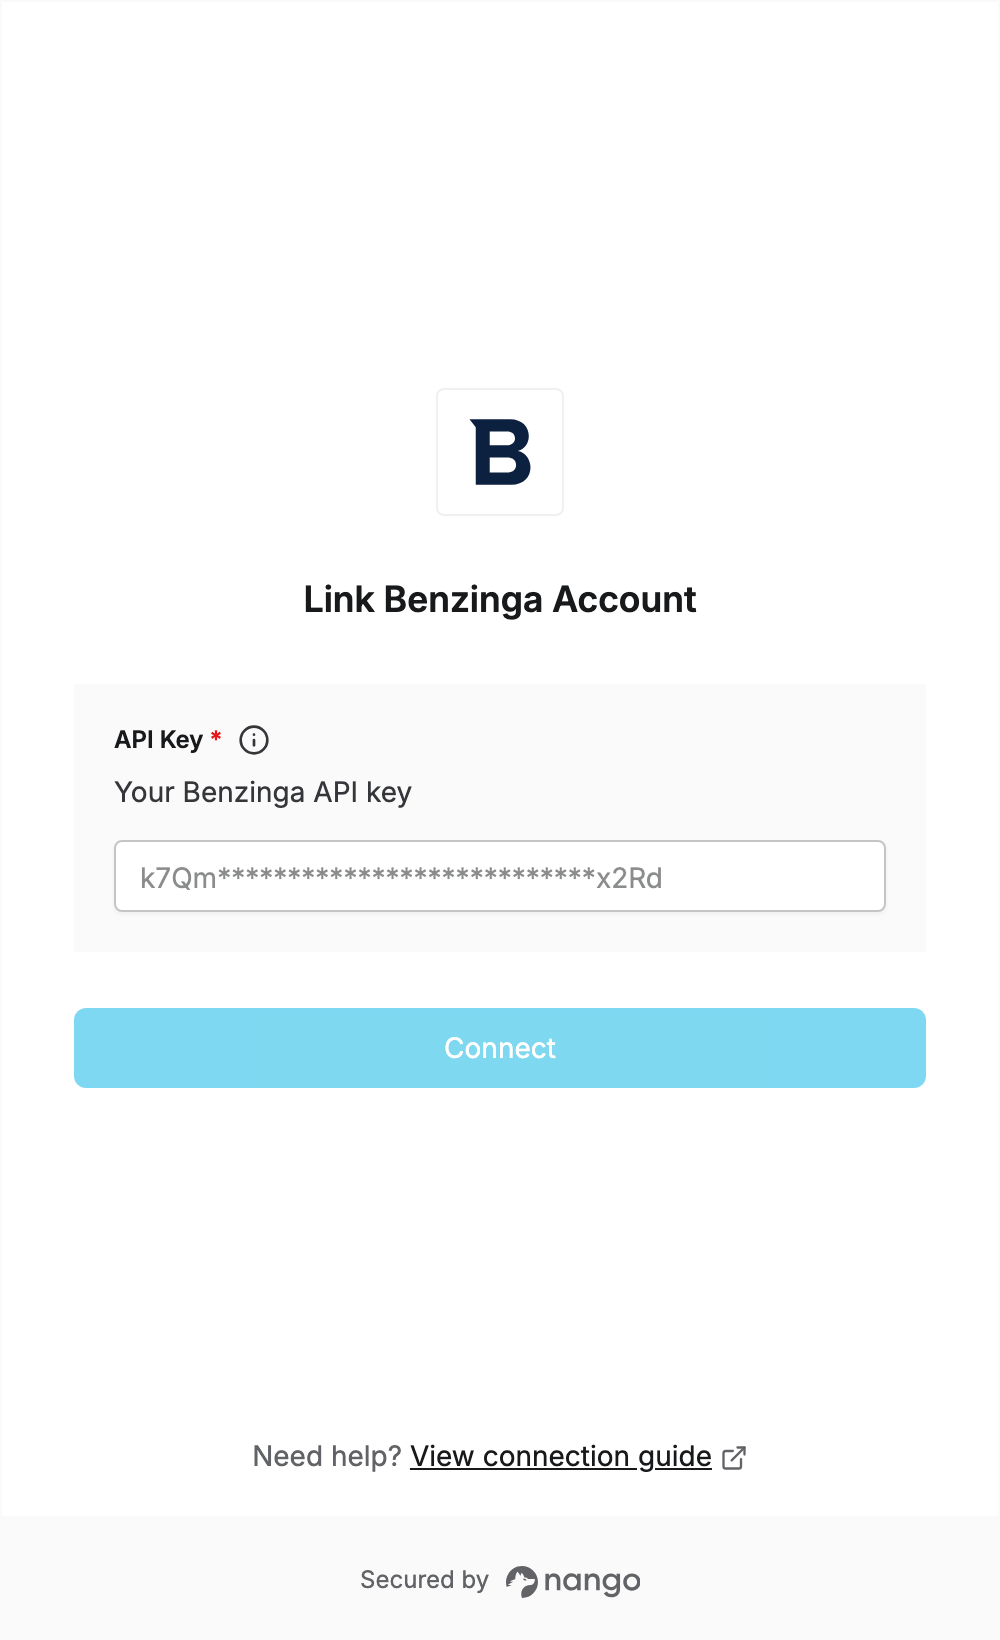 B
Link Benzinga Account
API Key *
Your Benzinga API key
k7Qm***************************x2Rd
Connect
Need help? View connection guide
Secured by nango